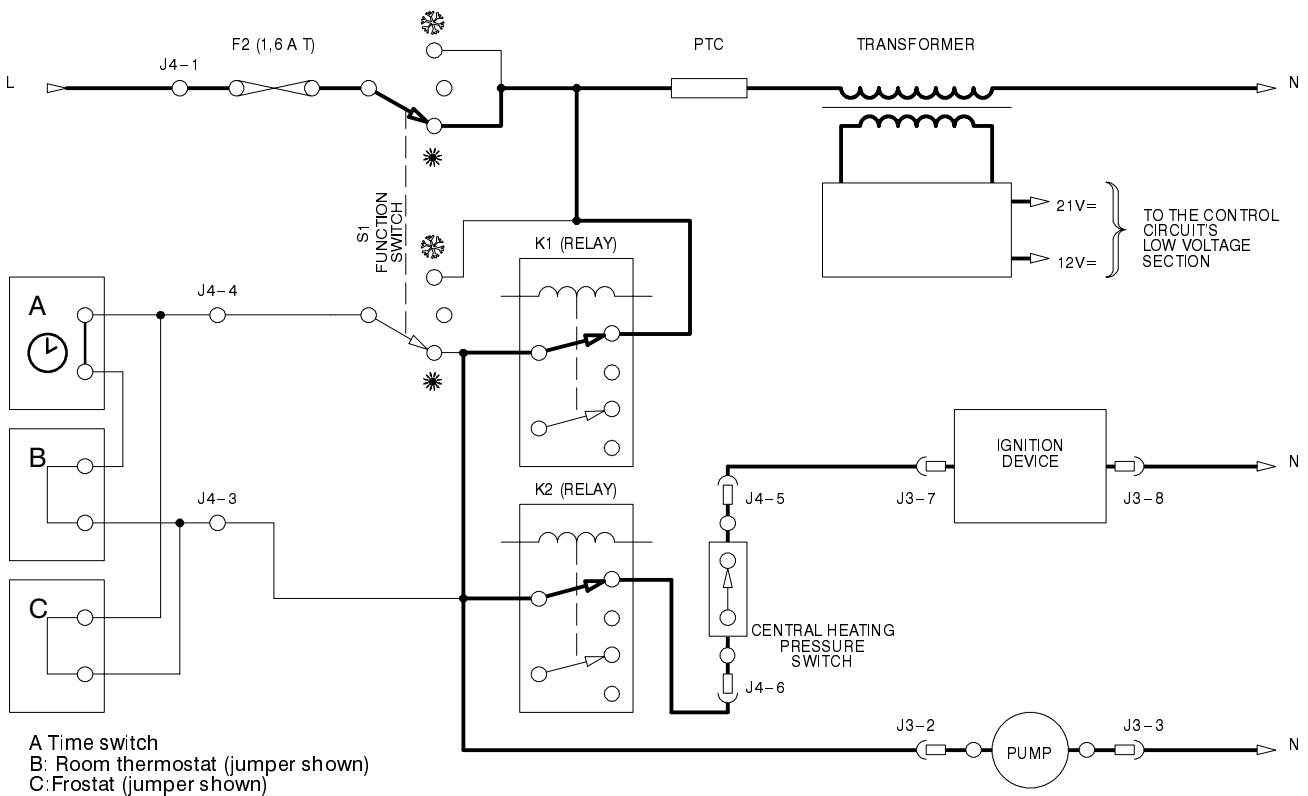 F2 (1,6 A T)
PTC
TRANSFORMER
J4-1
L
N
S1
FUNCTION
SWITCH
21V=
12V=
TO THE CONTROL
CIRCUIT'S
LOW VOLTAGE
SECTION
K1 (RELAY)
A
J4-4
B
J4-3
K2 (RELAY)
IGNITION
DEVICE
N
J4-5
J3-7
J3-8
C
CENTRAL HEATING
PRESSURE
SWITCH
J4-6
J3-2
J3-3
PUMP
N
A Time switch
B: Room thermostat (jumper shown)
C:Frostat (jumper shown)